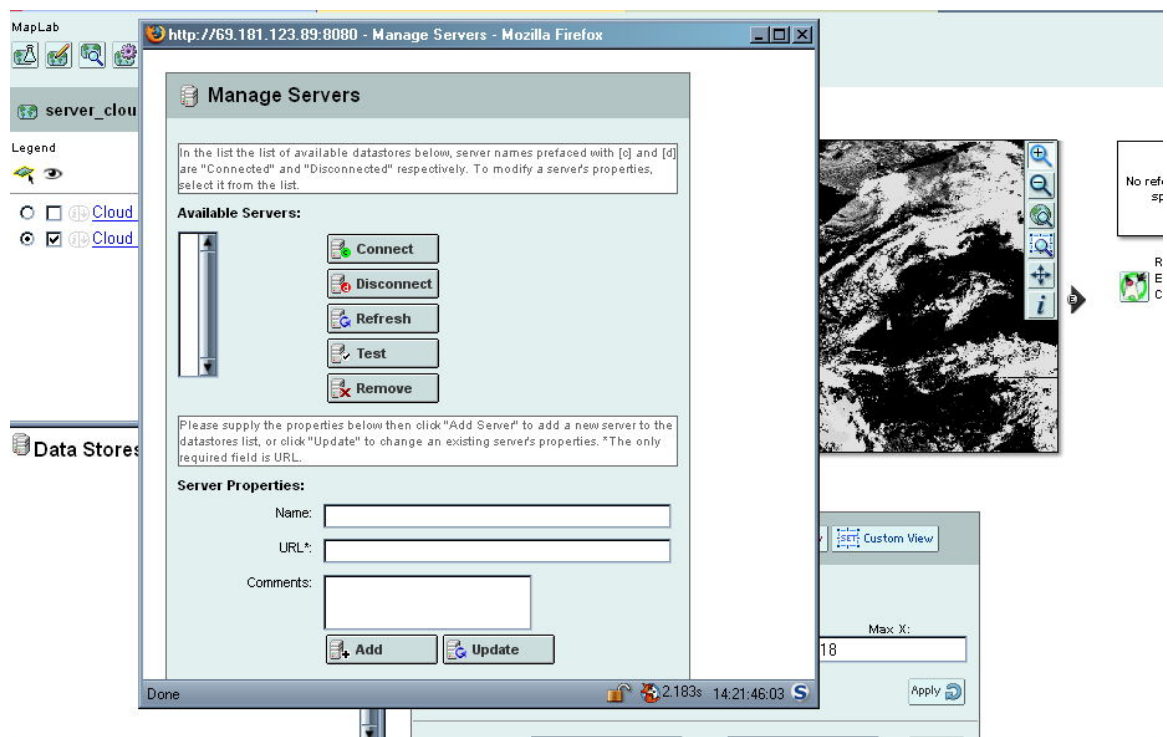 MapLab
http://69.181.123.89:8080 - Manage Servers - Mozilla Firefox
Manage Servers
server_clou
Legend
In the list the list of available datastores below, server names prefaced with [c] and [d]
are "Connected" and "Disconnected" respectively. To modify a server's properties,
select it from the list.
Available Servers:
Cloud
Cloud
Connect
Disconnect
Refresh
Test
Remove
No refe
sp
R
E
C
E
Please supply the properties below then click "Add Server" to add a new server to the
datastores list, or click "Update" to change an existing server's properties. *The only
required field is URL.
Data Stores
Server Properties:
Name:
URL*:
Comments:
Add
Update
SET Custom View
Max X:
18
Apply
Done
2.183s
14:21:46:03
S